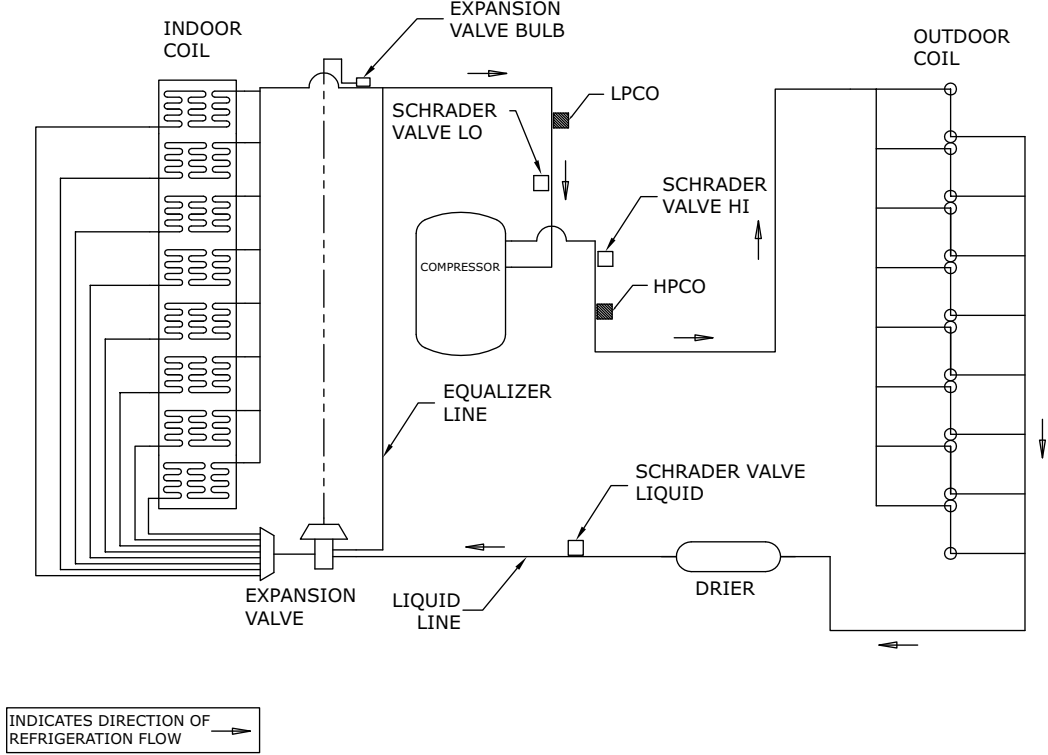 EXPANSION
VALVE BULB
INDOOR
COIL
OUTDOOR
COIL
LPCO
SCHRADER
VALVE LO
SCHRADER
VALVE HI
COMPRESSOR
HPCO
EQUALIZER
LINE
SCHRADER VALVE
LIQUID
EXPANSION
VALVE
LIQUID
LINE
DRIER
INDICATES DIRECTION OF
REFRIGERATION FLOW